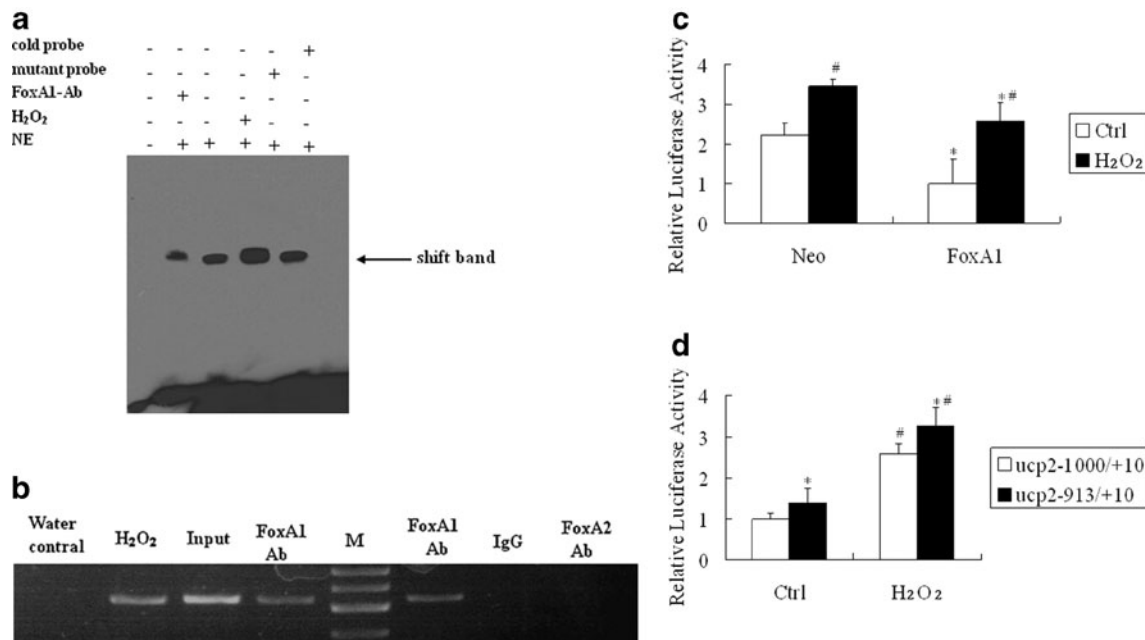 a
cold probe - - - - - +
mutant probe - - - - + -
FoxA1-Ab - + - - - -
H₂O₂ - - - + - -
NE - + + + + +
shift band
b
Water contral H₂O₂ Input FoxA1 Ab M FoxA1 Ab IgG FoxA2 Ab
c
Relative Luciferase Activity
4
3
2
1
0
#
*
*#
Neo FoxA1
Ctrl
H₂O₂
d
Relative Luciferase Activity
4
3
2
1
0
*
#
*#
Ctrl H₂O₂
ucp2-1000/+10
ucp2-913/+10